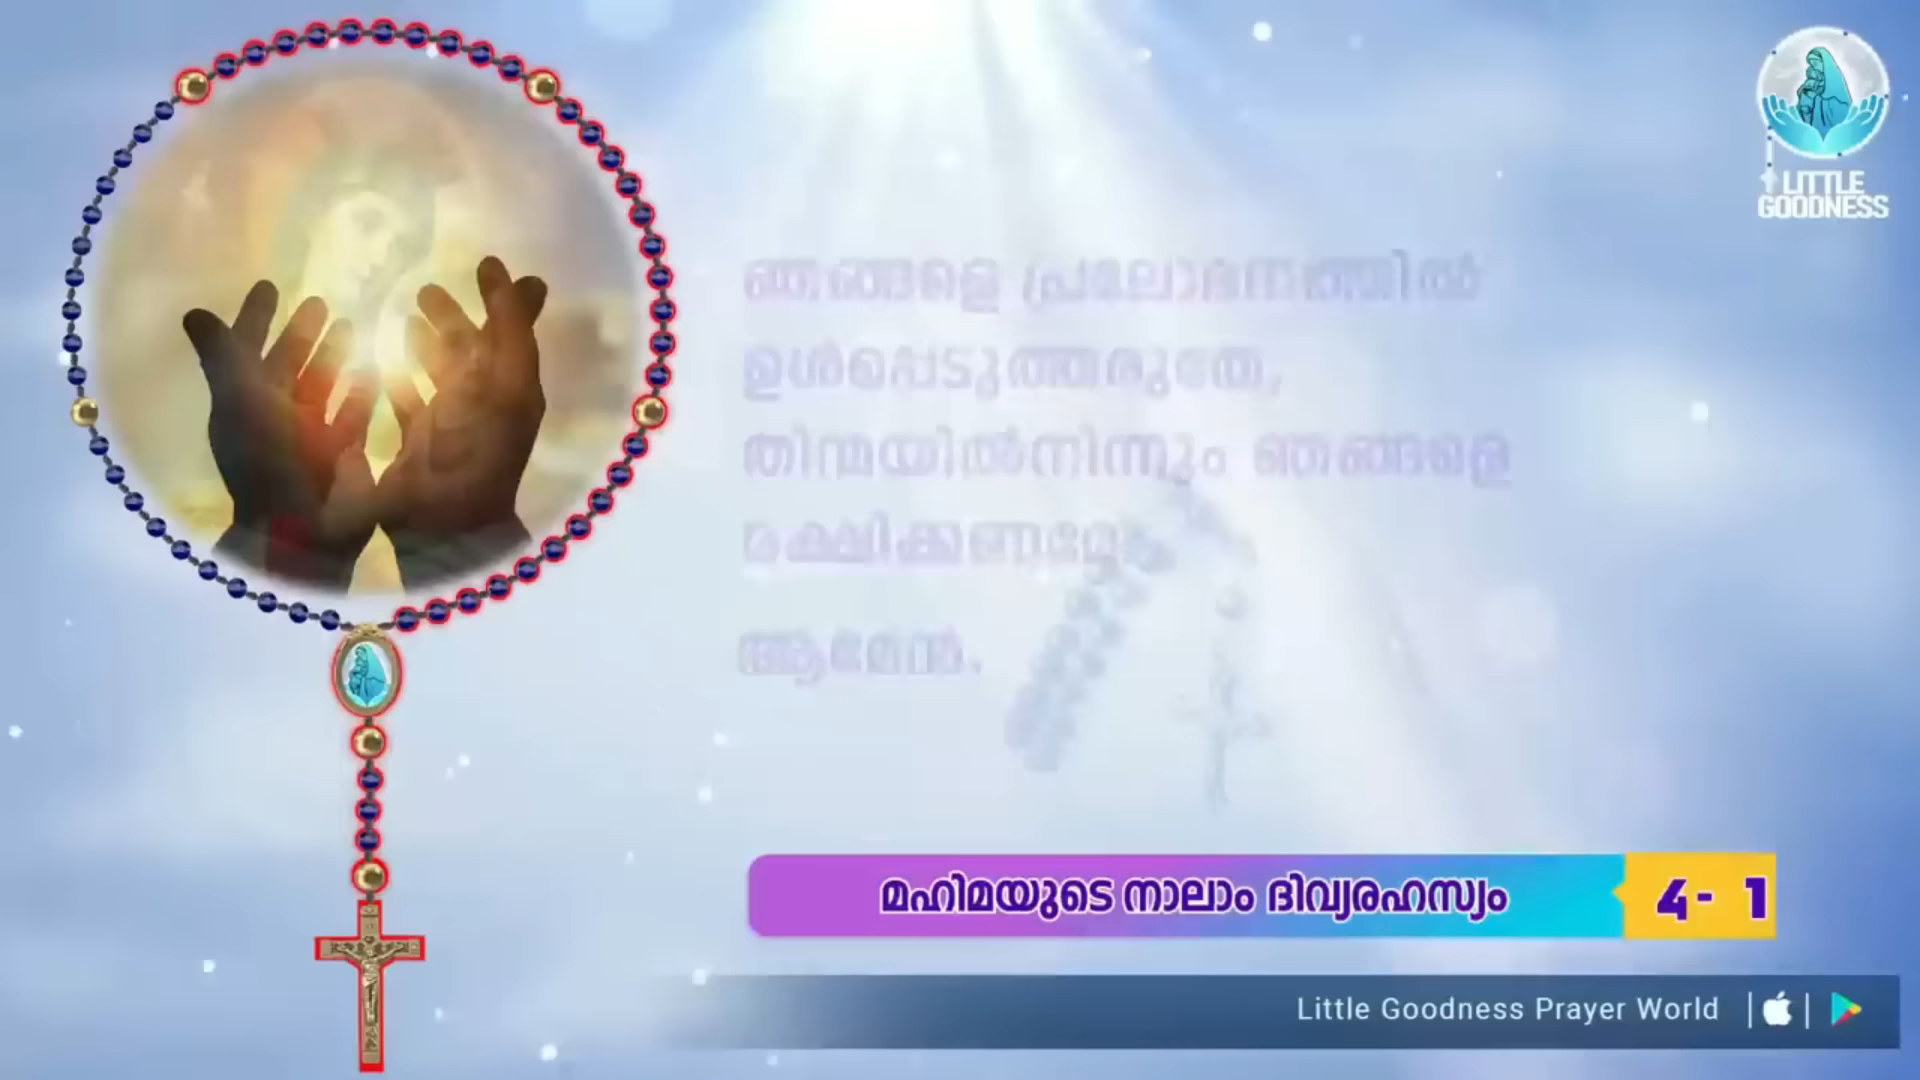 LITTLE
GOODNESS
ഞങ്ങളെ പ്രലോഭനത്തിൽ
ഉൾപ്പെടുത്തരുതേ,
തിന്മയിൽനിന്നും ഞങ്ങളെ
രക്ഷിക്കണമേ
ആമേൻ.
മഹിമയുടെ നാലാം ദിവ്യരഹസ്യം 4- 1
Little Goodness Prayer World